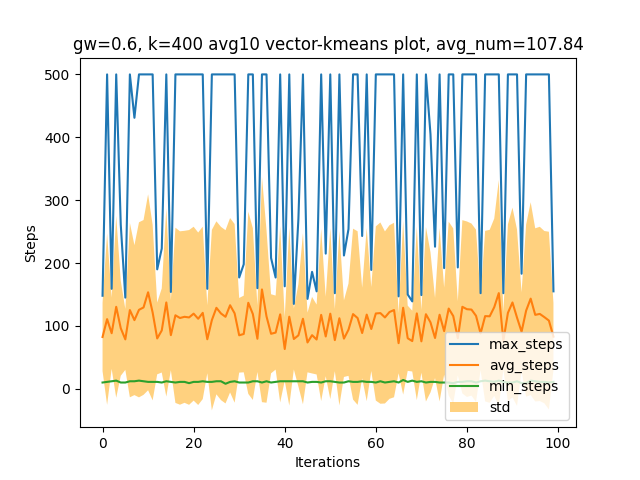 gw=0.6, k=400 avg10 vector-kmeans plot, avg_num=107.84
500
400
300
200
100
0
Steps
0 20 40 60 80 100
Iterations
max_steps
avg_steps
min_steps
std